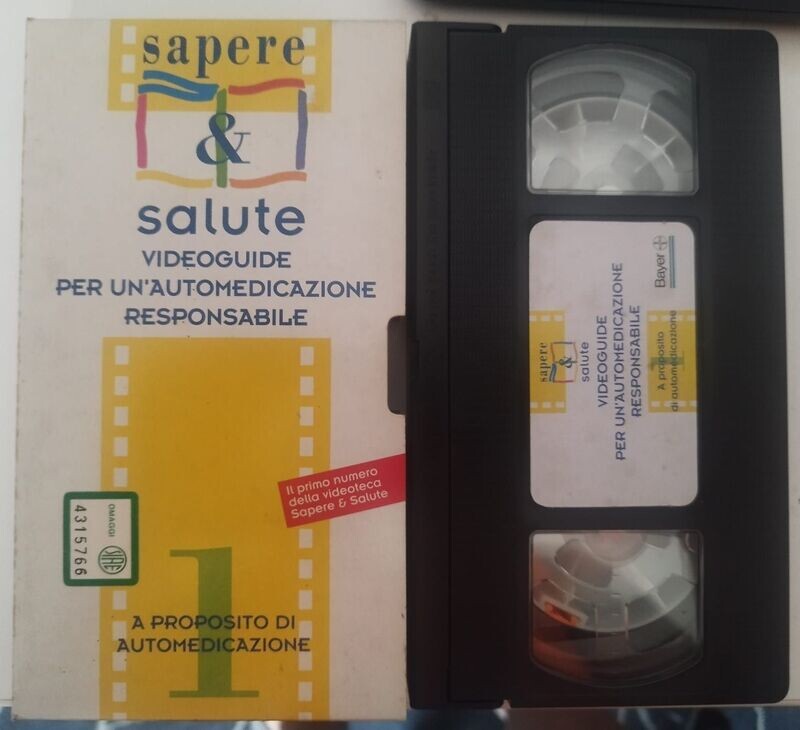 sapere
&
salute
VIDEOGUIDE
PER UN'AUTOMEDICAZIONE
RESPONSABILE
Il primo numero
della videoteca
Sapere & Salute
OMAGGI
SIAE
4315766
1
A PROPOSITO DI
AUTOMEDICAZIONE
sapere
&
salute
VIDEOGUIDE
PER UN'AUTOMEDICAZIONE
RESPONSABILE
1
A proposito
di automedicazione
Bayer